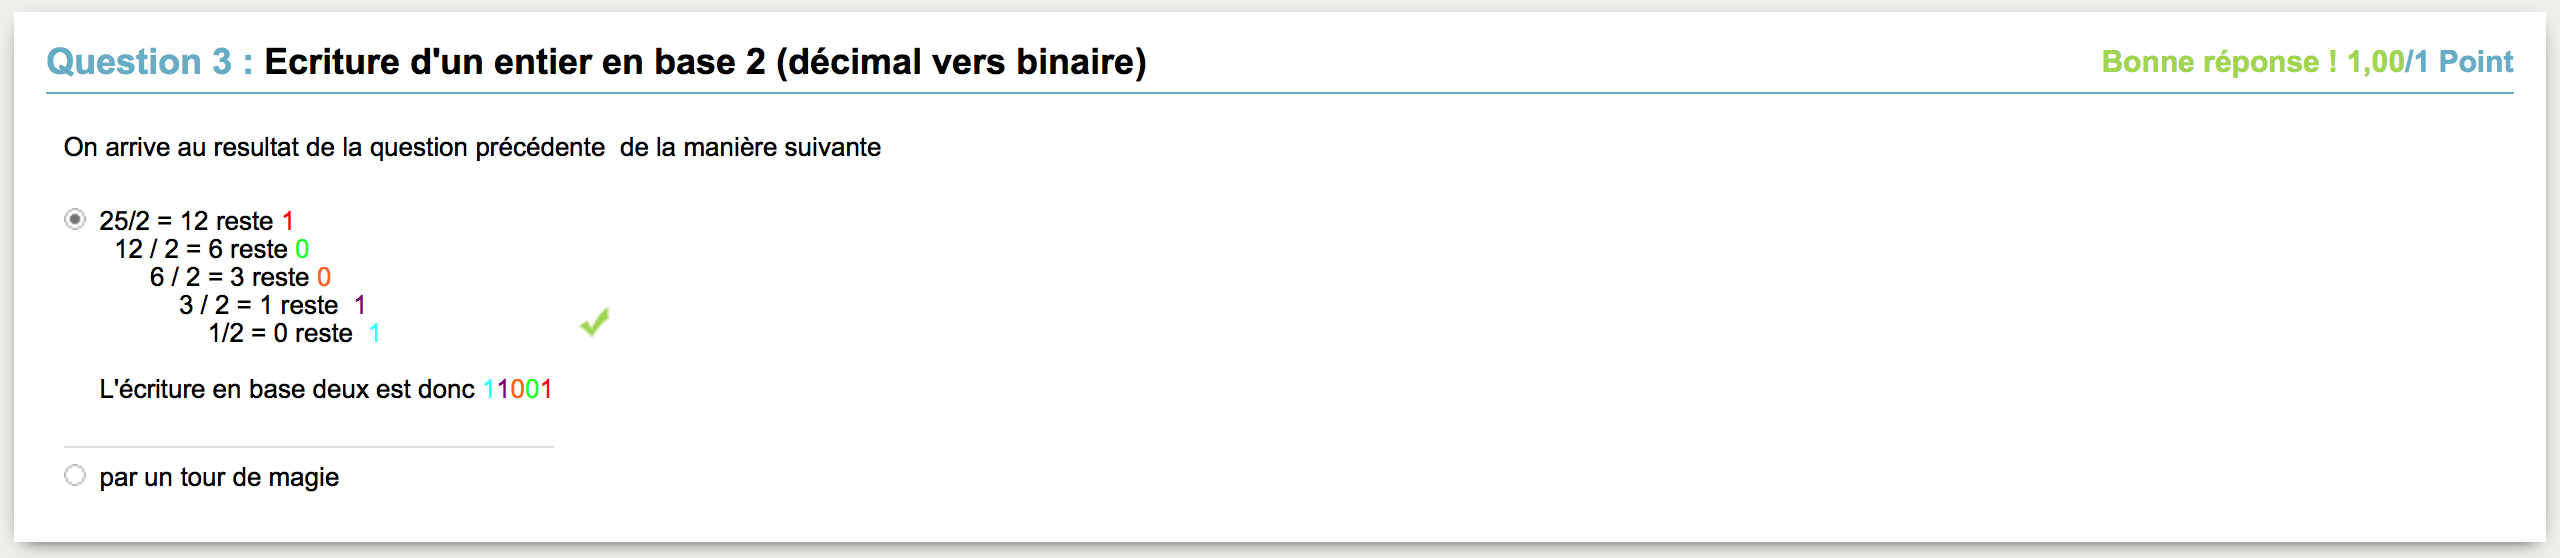 Question 3 : Ecriture d'un entier en base 2 (décimal vers binaire)
Bonne réponse ! 1,00/1 Point
On arrive au resultat de la question précédente  de la manière suivante
25/2 = 12 reste 1
12 / 2 = 6 reste 0
6 / 2 = 3 reste 0
3 / 2 = 1 reste  1
1/2 = 0 reste  1
L'écriture en base deux est donc 11001
par un tour de magie